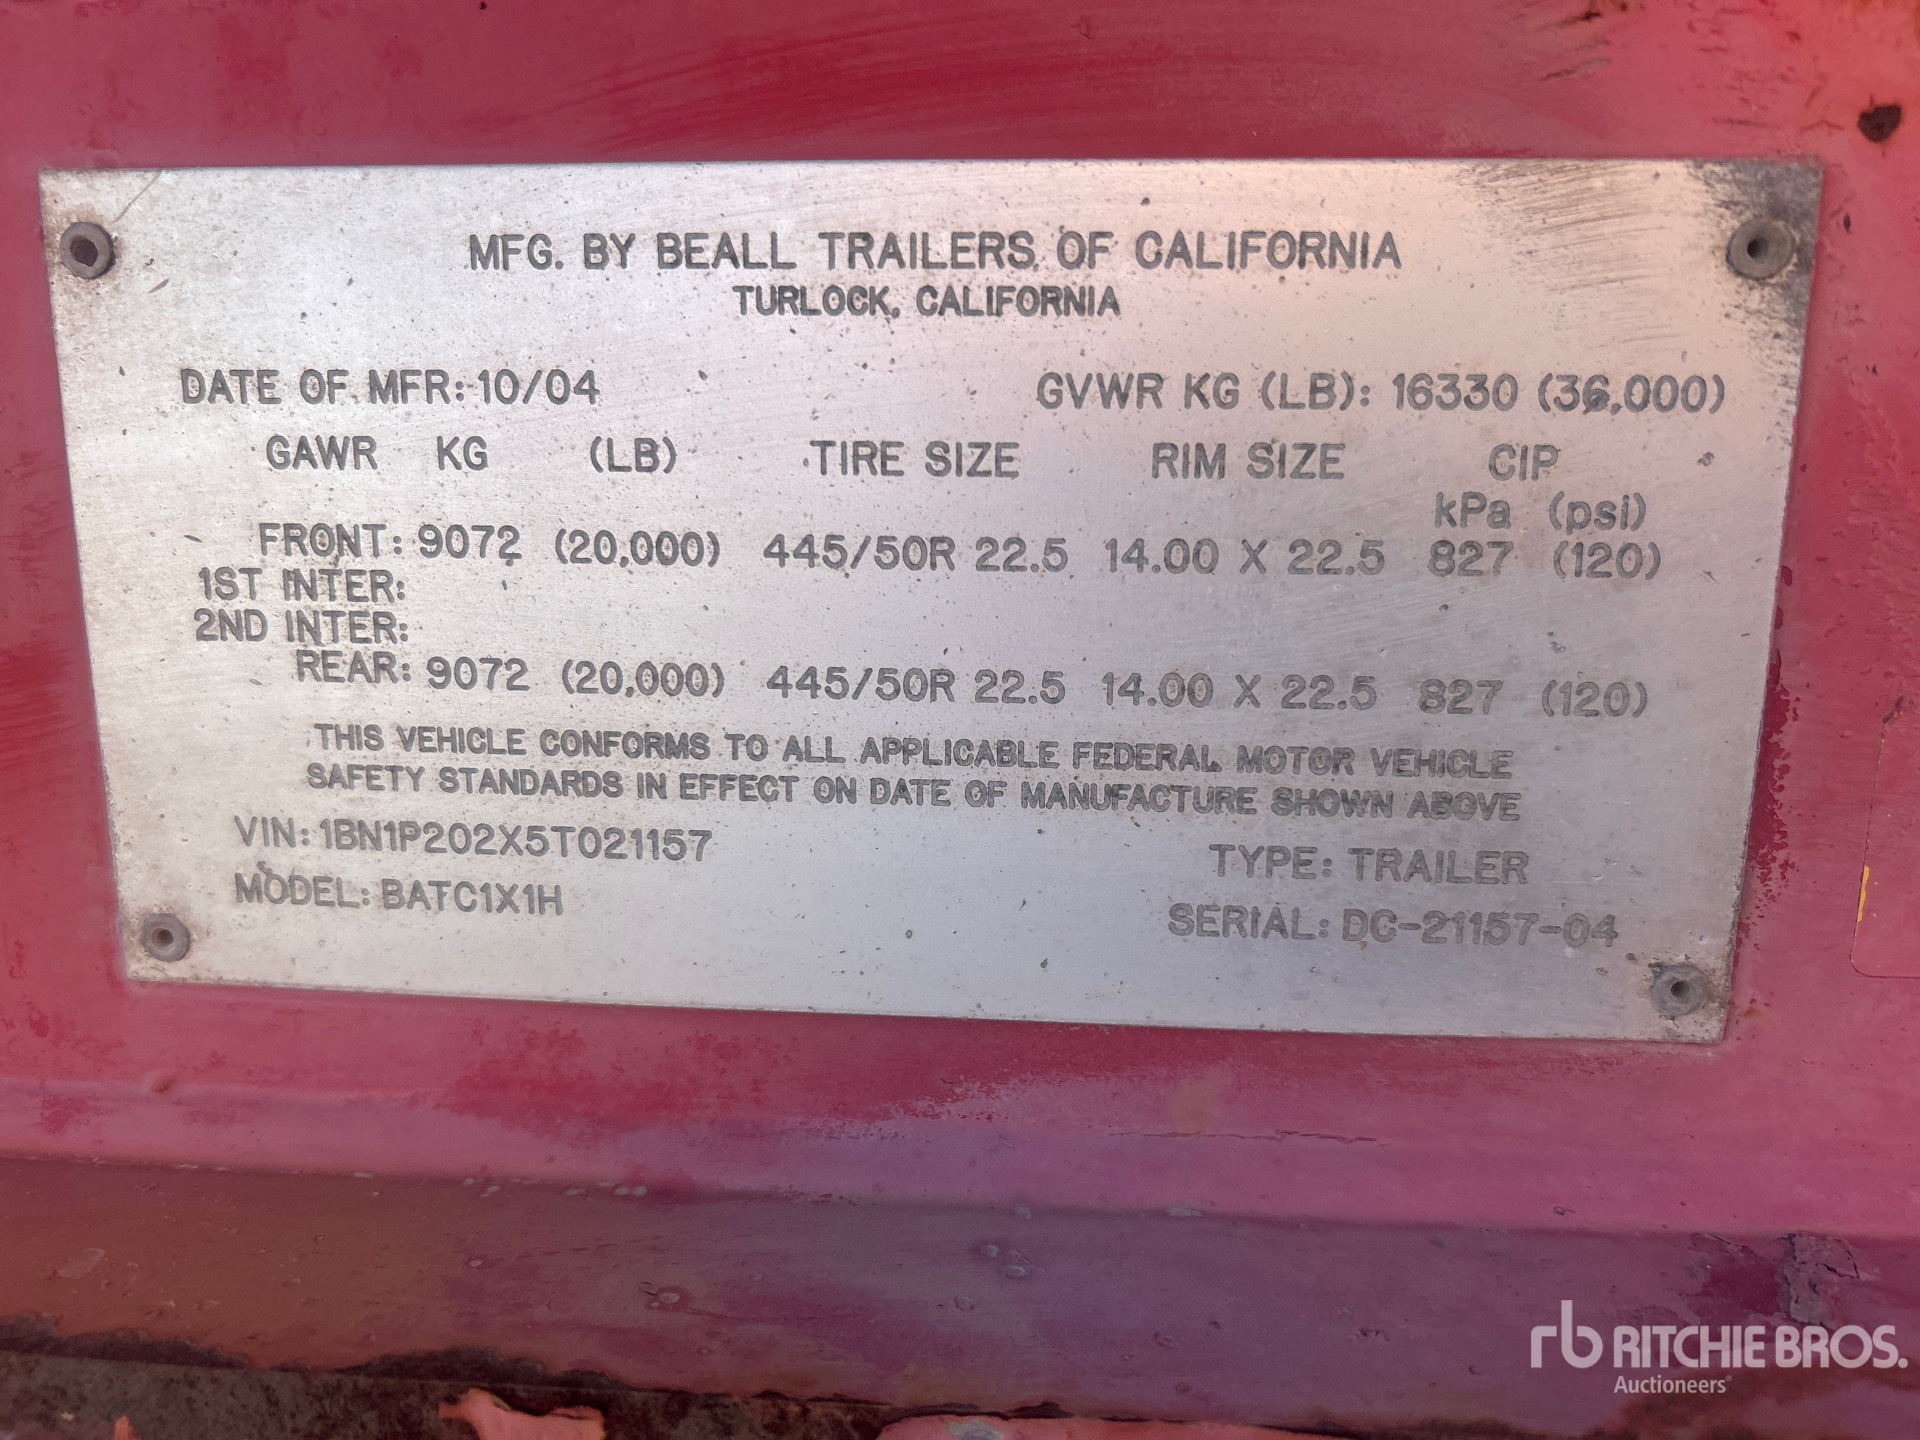 MFG. BY BEALL TRAILERS OF CALIFORNIA
TURLOCK, CALIFORNIA
DATE OF MFR: 10/04 GVWR KG (LB): 16330 (36,000)
GAWR KG (LB) TIRE SIZE RIM SIZE CIP
kPa (psi)
FRONT: 9072 (20,000) 445/50R 22.5 14.00 X 22.5 827 (120)
1ST INTER:
2ND INTER:
REAR: 9072 (20,000) 445/50R 22.5 14.00 X 22.5 827 (120)
THIS VEHICLE CONFORMS TO ALL APPLICABLE FEDERAL MOTOR VEHICLE
SAFETY STANDARDS IN EFFECT ON DATE OF MANUFACTURE SHOWN ABOVE
VIN: 1BN1P202X5T021157 TYPE: TRAILER
MODEL: BATC1X1H SERIAL: DC-21157-04
rb RITCHIE BROS.
Auctioneers